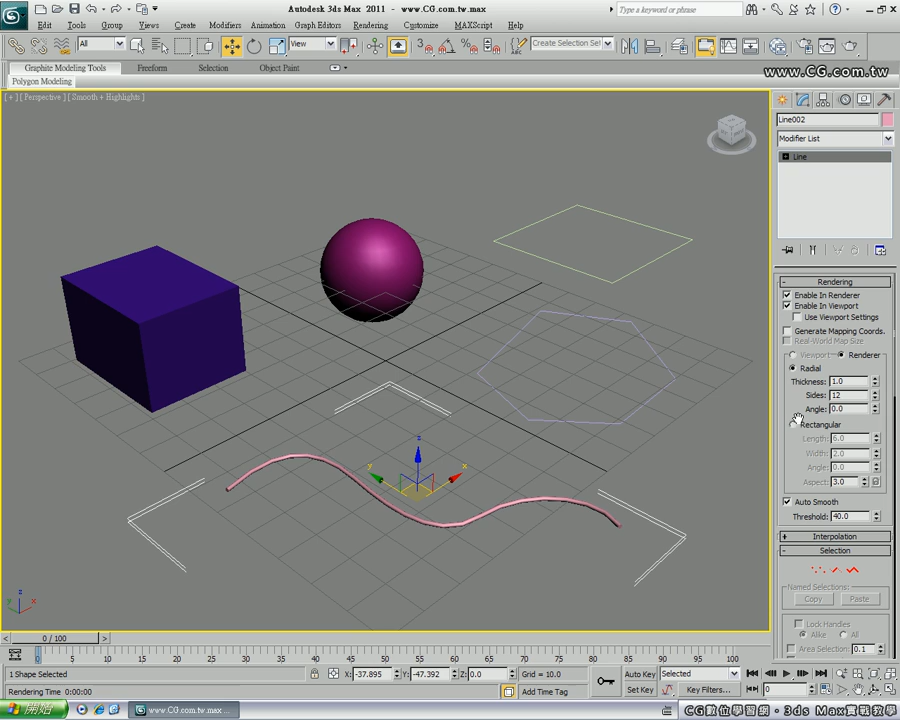 Autodesk 3ds Max 2011 - www.CG.com.tw.max
Type a keyword or phrase
Edit Tools Group Views Create Modifiers Animation Graph Editors Rendering Customize MAXScript Help
All View Create Selection Set
Graphite Modeling Tools Freeform Selection Object Paint
Polygon Modeling
www.CG.com.tw
[ + ] [ Perspective ] [ Smooth + Highlights ]
Line002
Modifier List
Line
Rendering
Enable In Renderer
Enable In Viewport
Use Viewport Settings
Generate Mapping Coords.
Real-World Map Size
Viewport Renderer
Radial
Thickness: 1.0
Sides: 12
Angle: 0.0
Rectangular
Length: 6.0
Width: 2.0
Angle: 0.0
Aspect: 3.0
Auto Smooth
Threshold: 40.0
Interpolation
Selection
Named Selections:
Copy Paste
Lock Handles
Alike All
Area Selection: 0.1
z
y
x
z
y
x
0 / 100
0 5 10 15 20 25 30 35 40 45 50 55 60 65 70 75 80 85 90 95 100
1 Shape Selected X: -37.895 Y: -47.392 Z: 0.0 Grid = 10.0 Auto Key Selected
Rendering Time 0:00:00 Add Time Tag Set Key Key Filters... 0
開始 www.CG.com.tw.max ...
CG數位學習網・3ds Max實戰教學